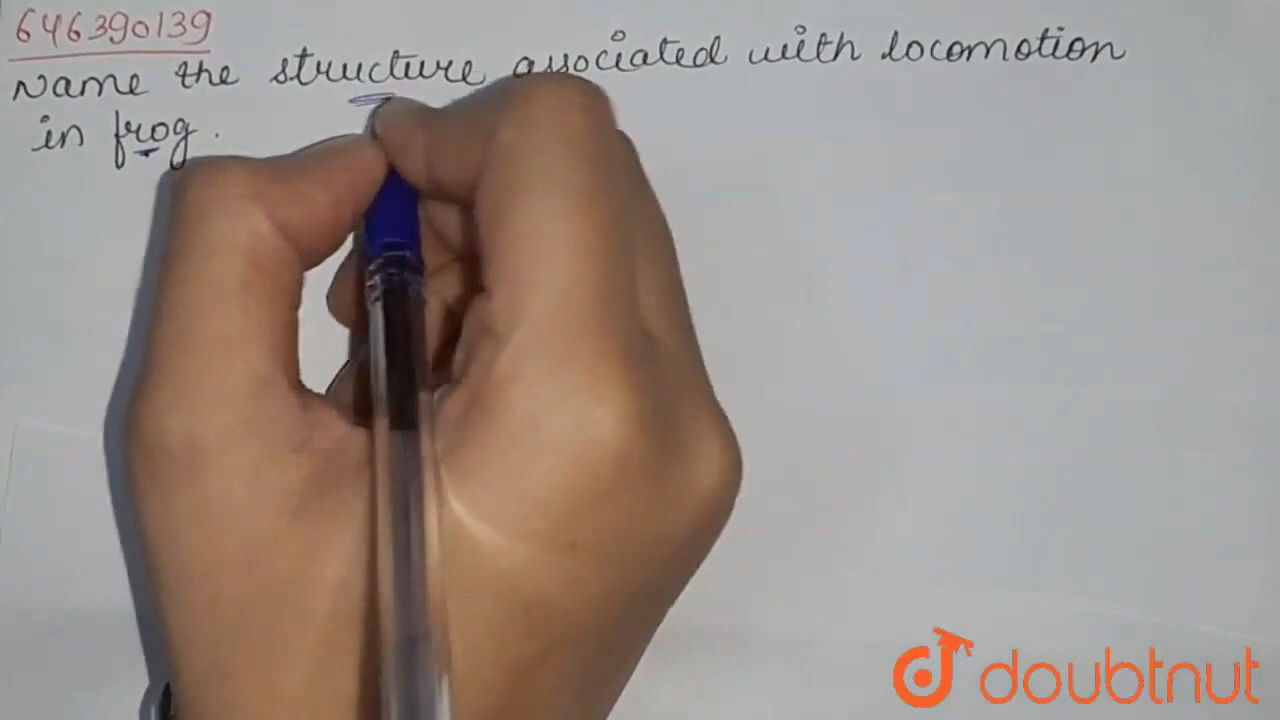 646390139
Name the structure associated with locomotion
in frog.
doubtnut